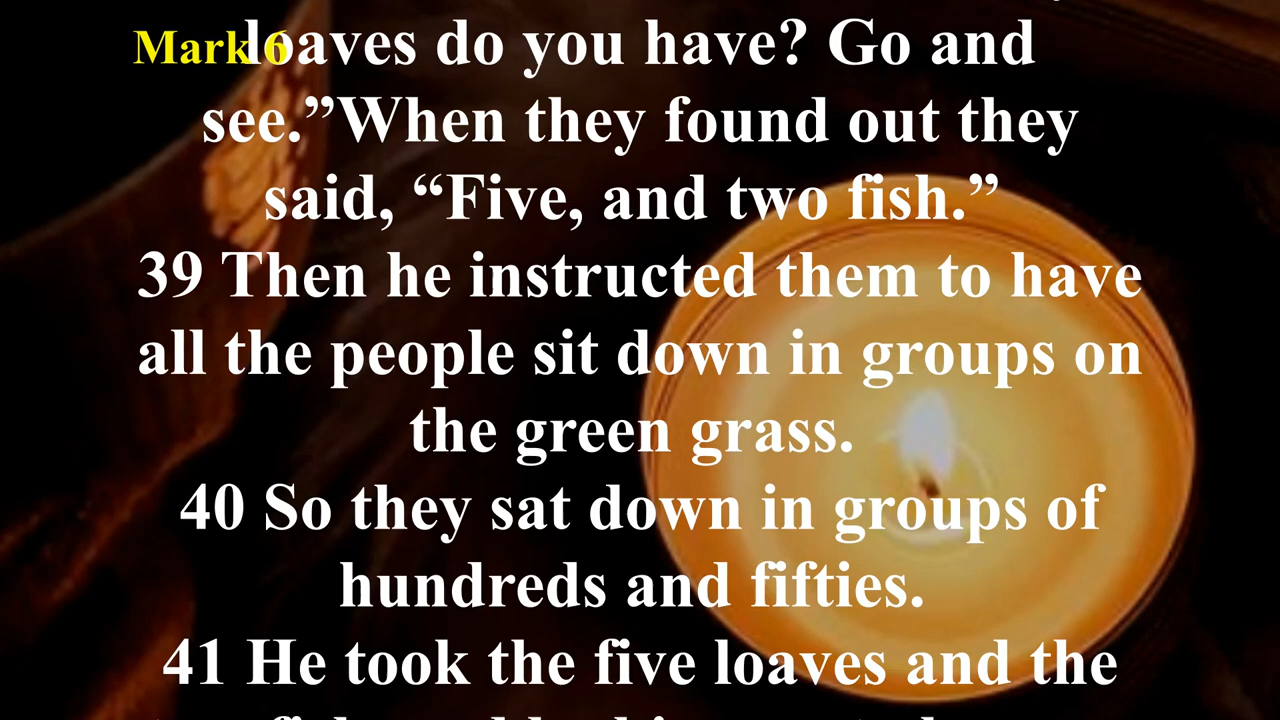 Mark 6
loaves do you have? Go and
see.”When they found out they
said, “Five, and two fish.”
39 Then he instructed them to have
all the people sit down in groups on
the green grass.
40 So they sat down in groups of
hundreds and fifties.
41 He took the five loaves and the